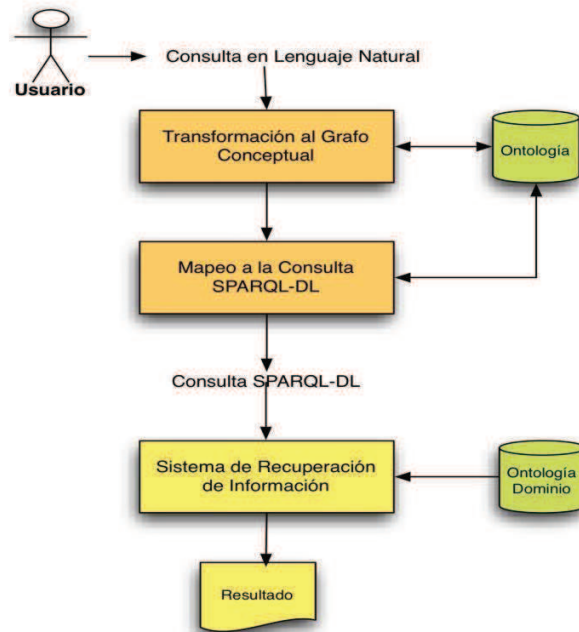 Consulta en Lenguaje Natural
Usuario
Transformación al Grafo
Conceptual
Ontología
Mapeo a la Consulta
SPARQL-DL
Consulta SPARQL-DL
Sistema de Recuperación
de Información
Ontología
Dominio
Resultado